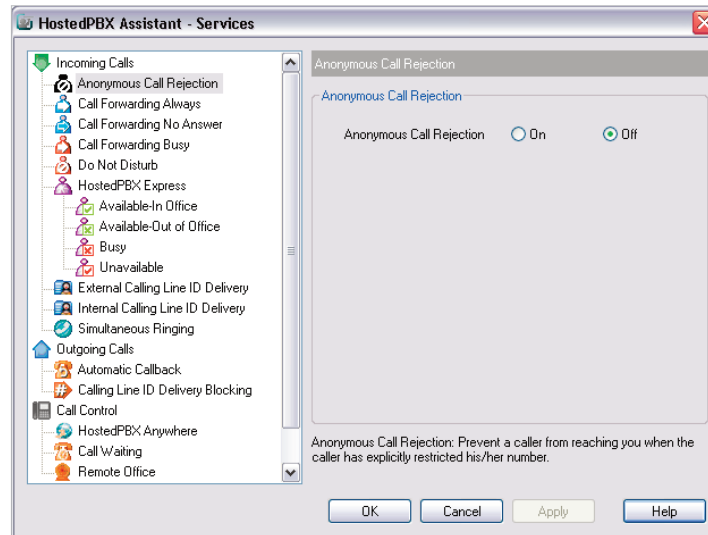 HostedPBX Assistant - Services
Incoming Calls
Anonymous Call Rejection
Call Forwarding Always
Call Forwarding No Answer
Call Forwarding Busy
Do Not Disturb
HostedPBX Express
Available-In Office
Available-Out of Office
Busy
Unavailable
External Calling Line ID Delivery
Internal Calling Line ID Delivery
Simultaneous Ringing
Outgoing Calls
Automatic Callback
Calling Line ID Delivery Blocking
Call Control
HostedPBX Anywhere
Call Waiting
Remote Office
Anonymous Call Rejection
Anonymous Call Rejection
Anonymous Call Rejection On Off
Anonymous Call Rejection: Prevent a caller from reaching you when the
caller has explicitly restricted his/her number.
OK Cancel Apply Help